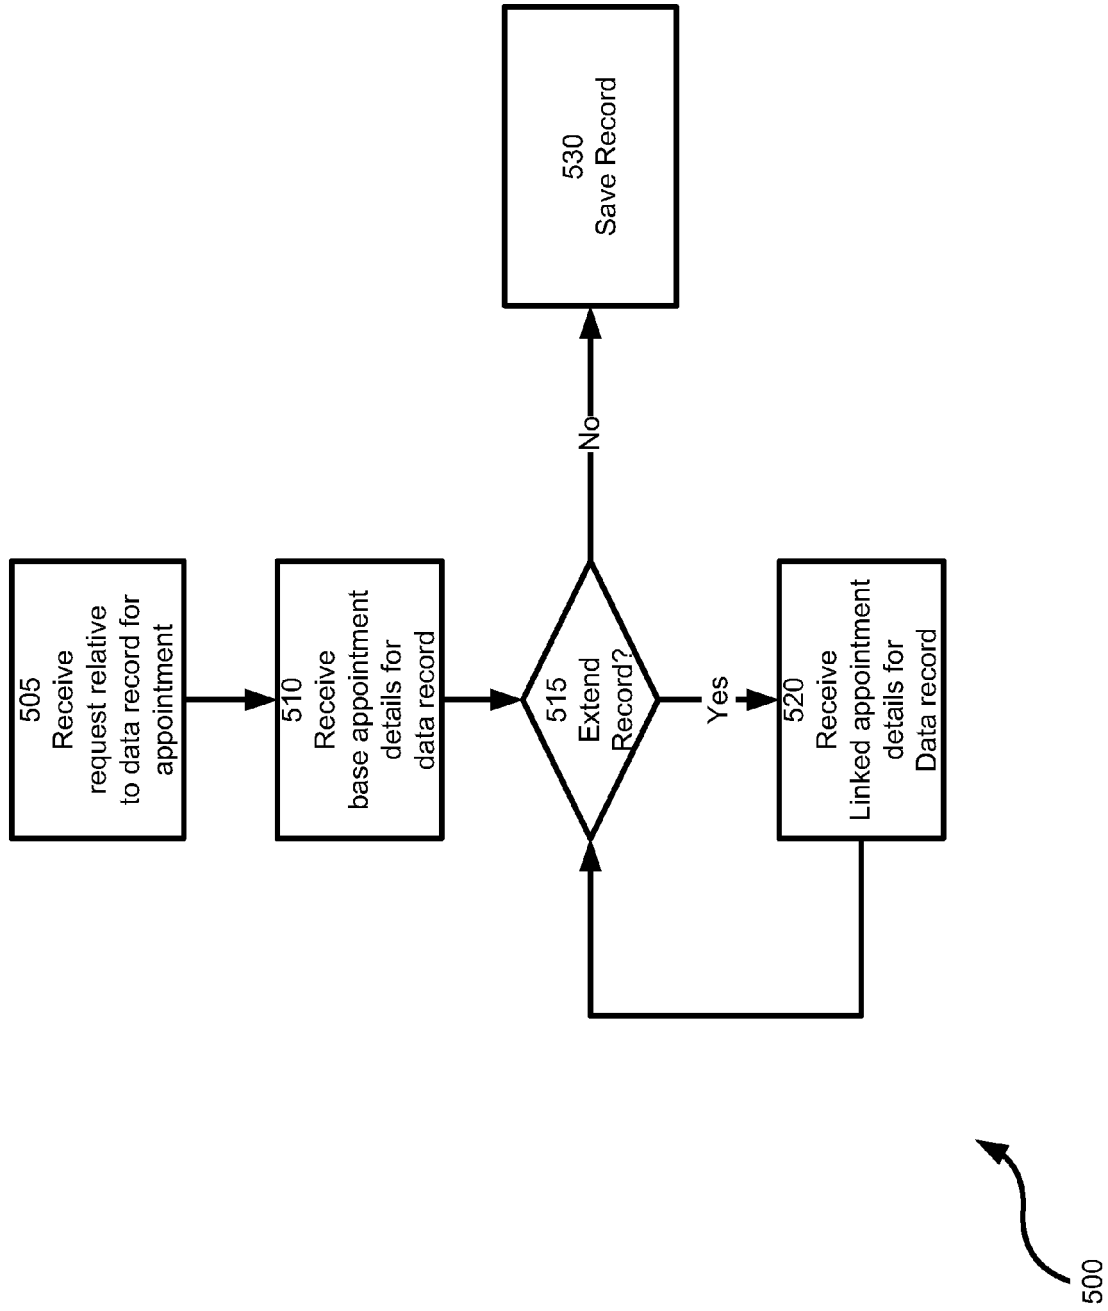 505
Receive
request relative
to data record for
appointment
510
Receive
base appointment
details for
data record
515
Extend
Record?
Yes
No
520
Receive
Linked appointment
details for
Data record
530
Save Record
500